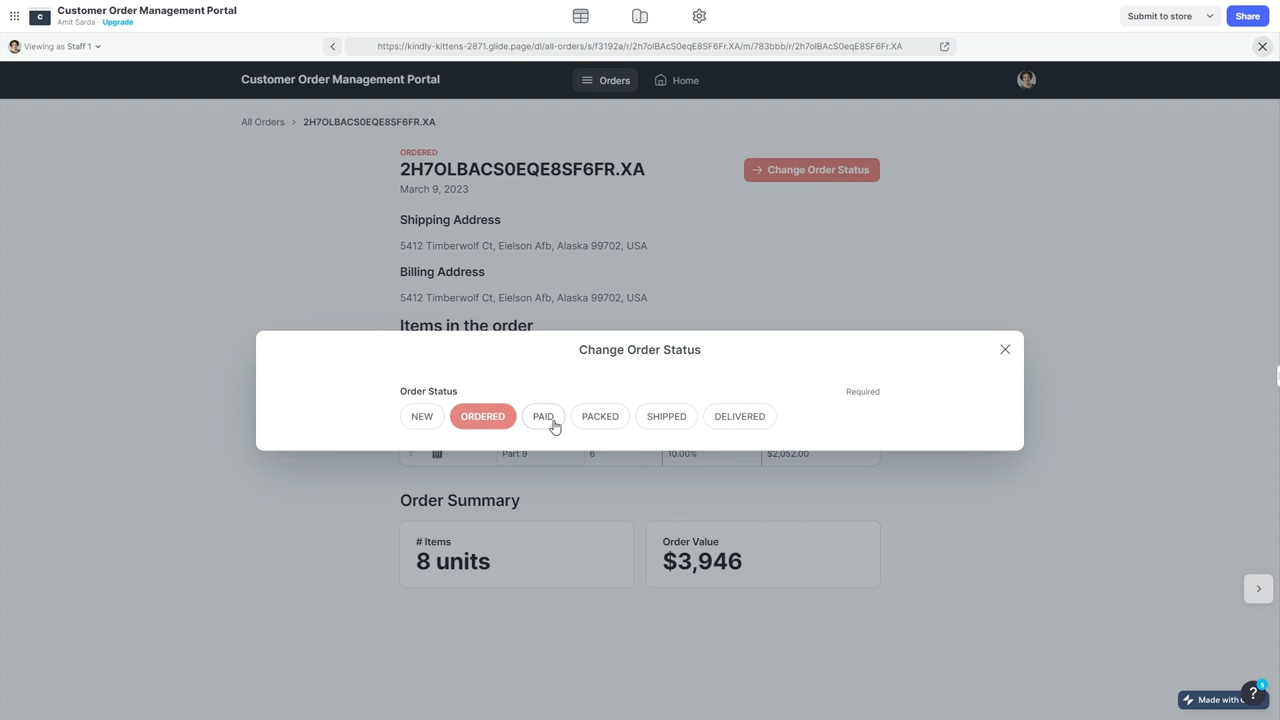 C
Customer Order Management Portal
Amit Sarda · Upgrade
Submit to store
Share
Viewing as Staff 1
https://kindly-kittens-2871.glide.page/dl/all-orders/s/f3192a/r/2h7olBAcS0eqE8SF6Fr.XA/m/783bbb/r/2h7olBAcS0eqE8SF6Fr.XA
Customer Order Management Portal
Orders
Home
All Orders > 2H7OLBACS0EQE8SF6FR.XA
ORDERED
2H7OLBACS0EQE8SF6FR.XA
Change Order Status
March 9, 2023
Shipping Address
5412 Timberwolf Ct, Eielson Afb, Alaska 99702, USA
Billing Address
5412 Timberwolf Ct, Eielson Afb, Alaska 99702, USA
Items in the order
Change Order Status
Order Status
Required
NEW ORDERED PAID PACKED SHIPPED DELIVERED
Part 9 6 10.00% $2,052.00
Order Summary
# Items
8 units
Order Value
$3,946
Made with
?